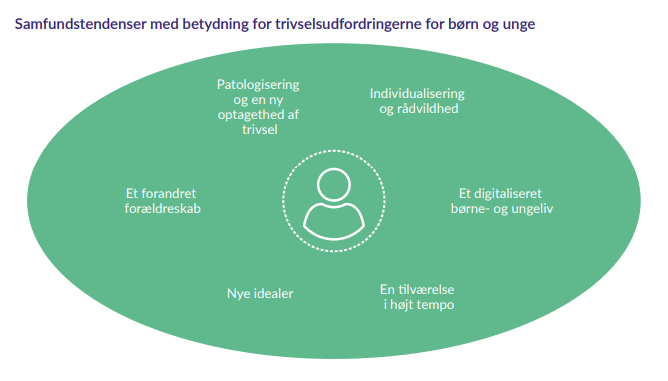 Samfundstendenser med betydning for trivselsudfordringerne for børn og unge
Patologisering
og en ny
optagethed af
trivsel
Individualisering
og rådvildhed
Et forandret
forældreskab
Et digitaliseret
børne- og ungeliv
Nye idealer
En tilværelse
i højt tempo